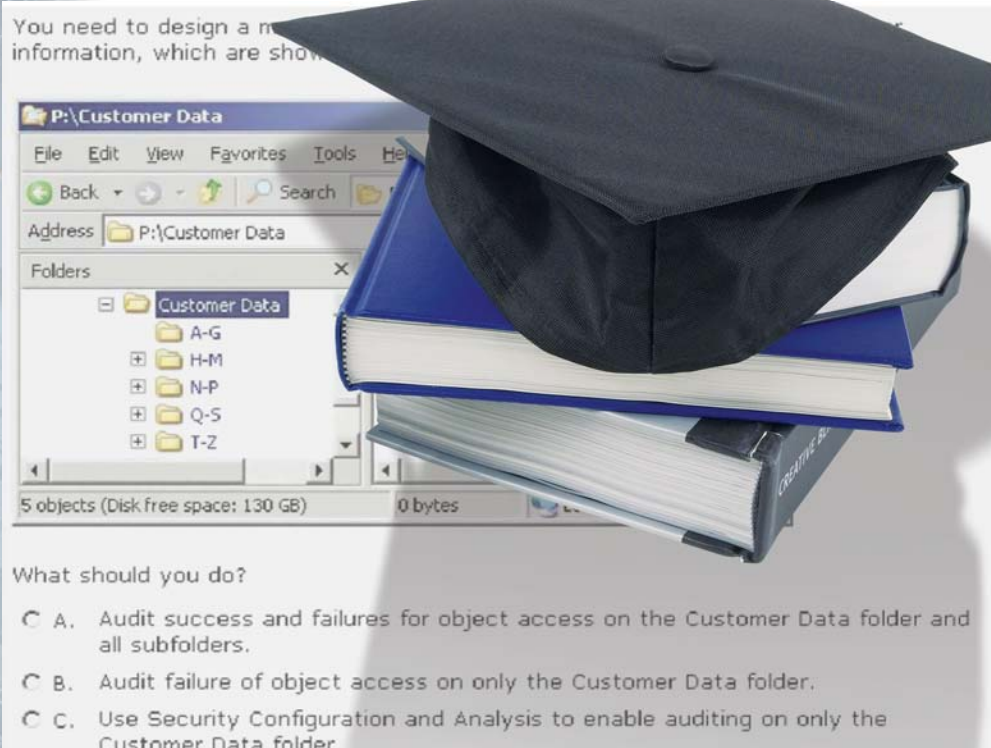 You need to design a
information, which are
P:\Customer Data
File Edit View Favorites Tools
Back Search
Address P:\Customer Data
Folders
Customer Data
A-G
H-M
N-P
Q-S
T-Z
5 objects (Disk free space: 130 GB) 0 bytes
CREATIVE
What should you do?
A. Audit success and failures for object access on the Customer Data folder and
all subfolders.
B. Audit failure of object access on only the Customer Data folder.
C. Use Security Configuration and Analysis to enable auditing on only the
Customer Data folder